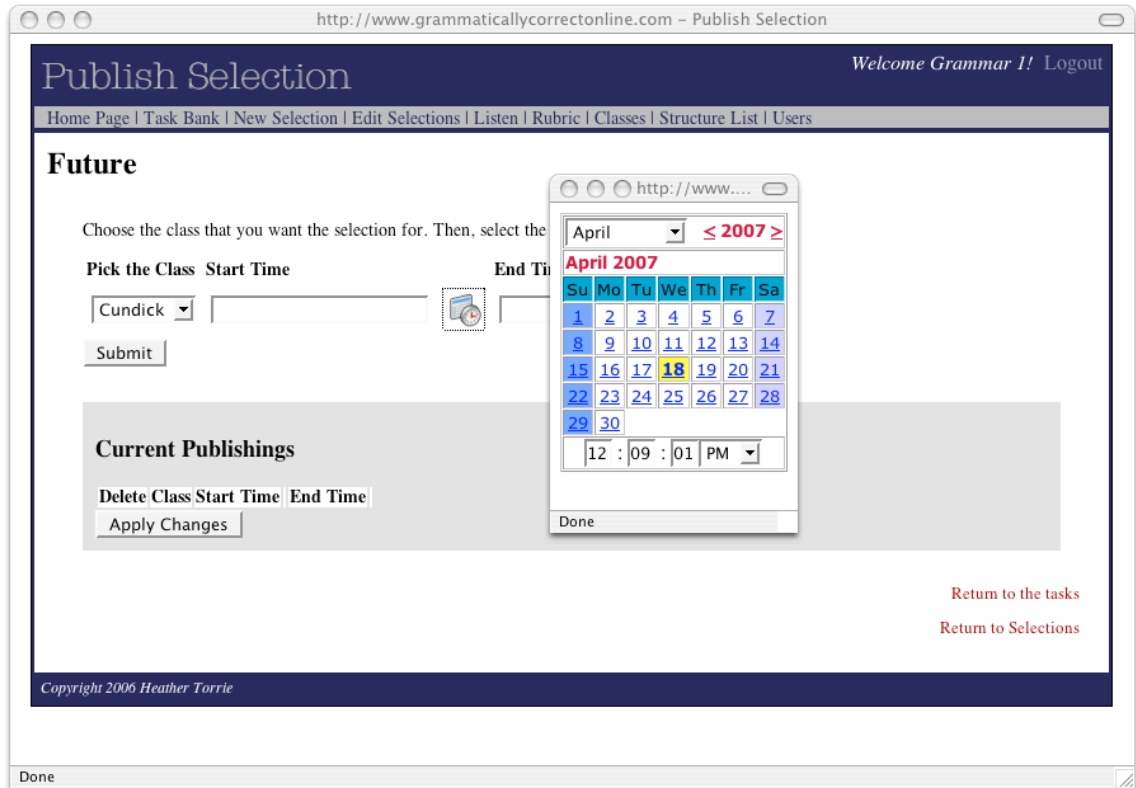 http://www.grammaticallycorrectonline.com – Publish Selection
Welcome Grammar 1! Logout
Publish Selection
Home Page | Task Bank | New Selection | Edit Selections | Listen | Rubric | Classes | Structure List | Users
Future
Choose the class that you want the selection for. Then, select the
Pick the Class Start Time End Ti
Cundick
Submit
Current Publishings
Delete Class Start Time End Time
Apply Changes
http://www....
April < 2007 >
April 2007
Su Mo Tu We Th Fr Sa
1 2 3 4 5 6 7
8 9 10 11 12 13 14
15 16 17 18 19 20 21
22 23 24 25 26 27 28
29 30
12 : 09 : 01 PM
Done
Return to the tasks
Return to Selections
Copyright 2006 Heather Torrie
Done